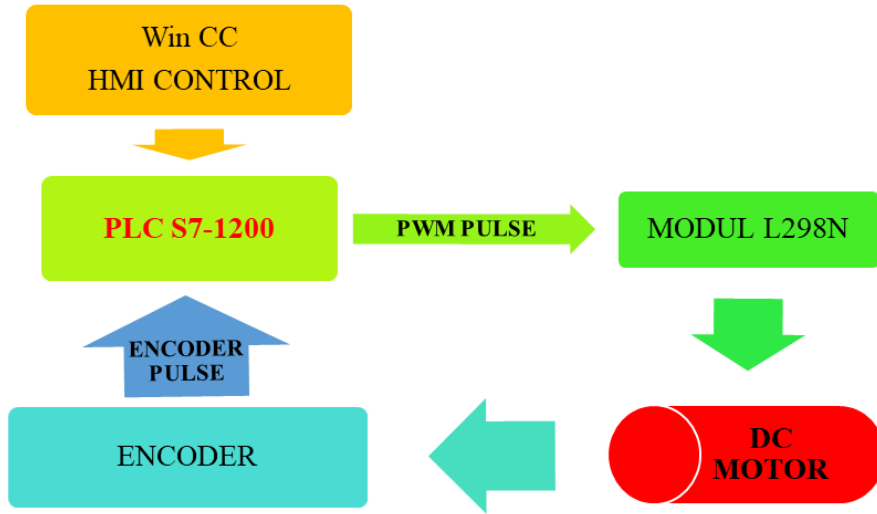 Win CC
HMI CONTROL
PLC S7-1200
PWM PULSE
MODUL L298N
ENCODER
PULSE
ENCODER
DC
MOTOR